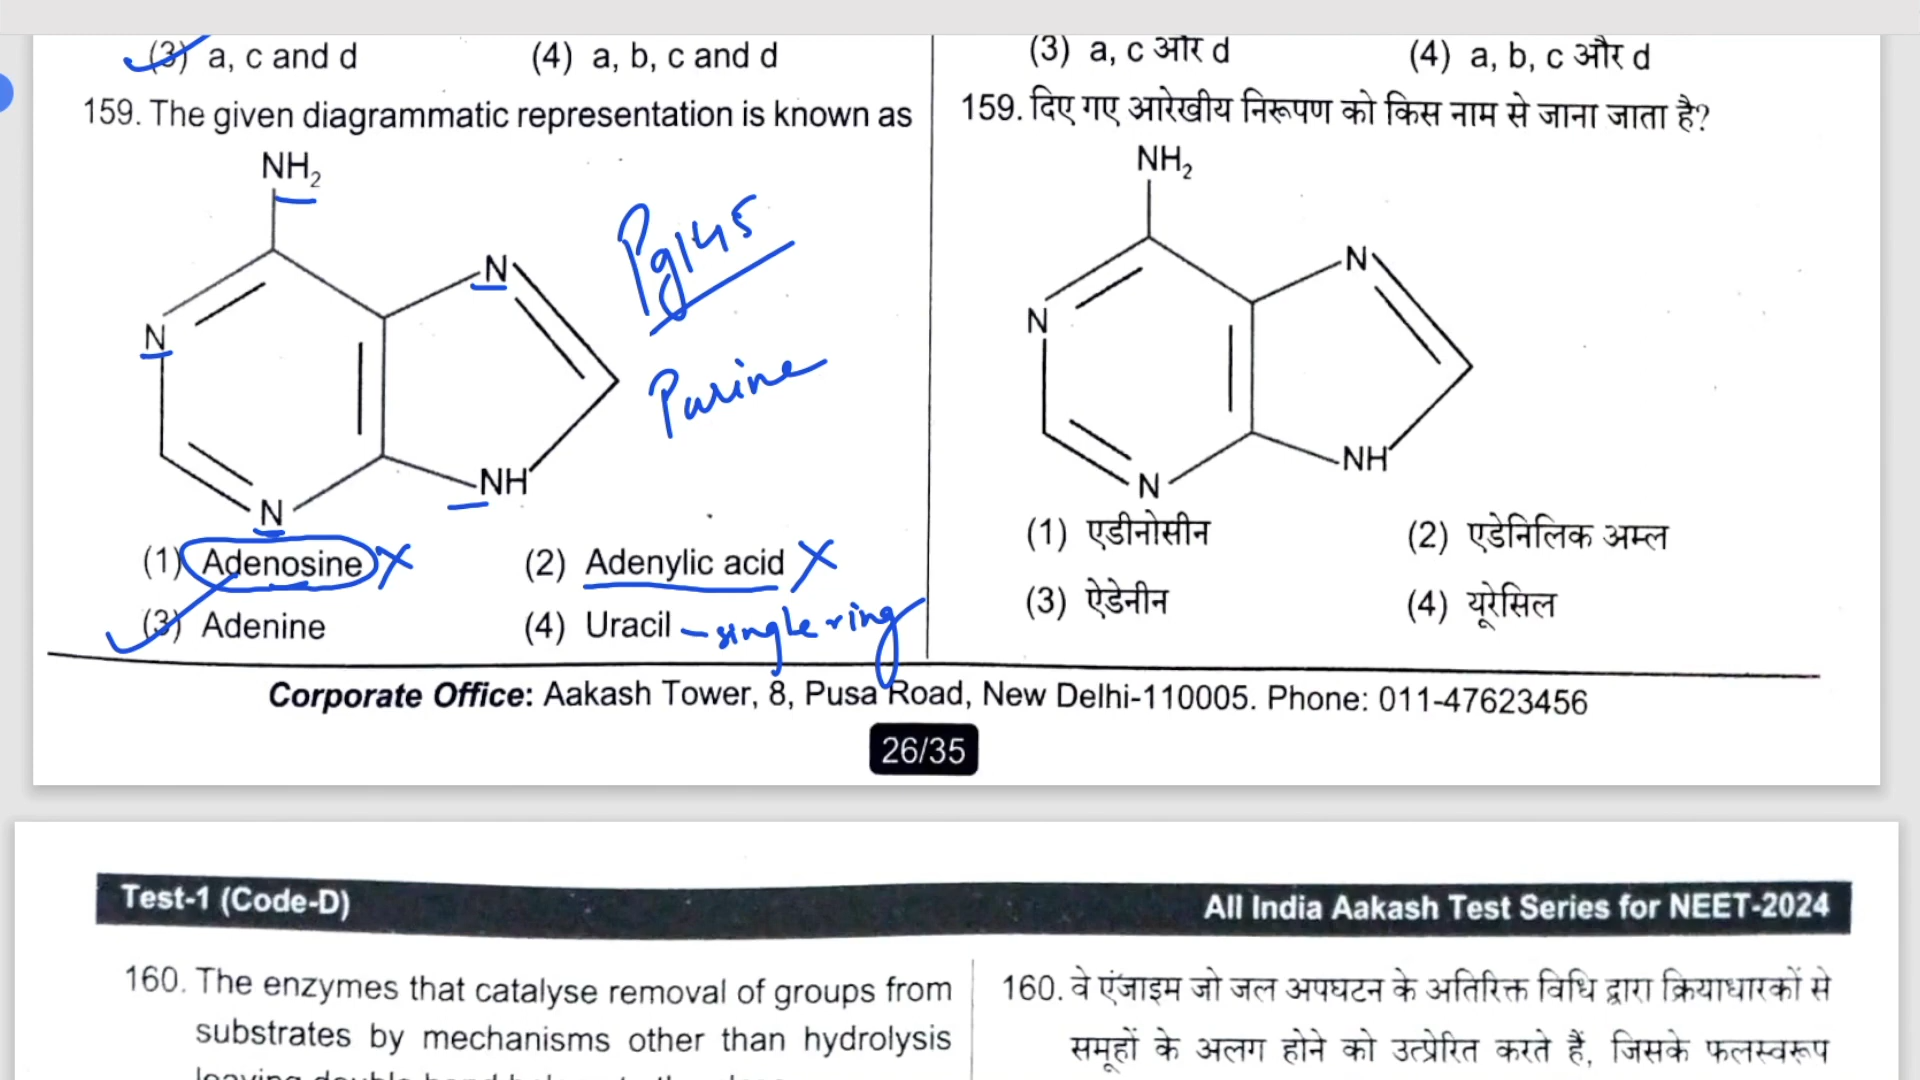 (3) a, c and d
(4) a, b, c and d
159. The given diagrammatic representation is known as
NH2
N
N
N
NH
Pg145
Purine
(1) Adenosine X
(2) Adenylic acid X
(3) Adenine
(4) Uracil – single ring
(3) a, c और d
(4) a, b, c और d
159. दिए गए आरेखीय निरूपण को किस नाम से जाना जाता है?
NH2
N
N
N
NH
(1) एडीनोसीन
(2) एडेनिलिक अम्ल
(3) ऐडेनीन
(4) यूरेसिल
Corporate Office: Aakash Tower, 8, Pusa Road, New Delhi-110005. Phone: 011-47623456
26/35
Test-1 (Code-D)
All India Aakash Test Series for NEET-2024
160. The enzymes that catalyse removal of groups from
substrates by mechanisms other than hydrolysis
160. वे एंजाइम जो जल अपघटन के अतिरिक्त विधि द्वारा क्रियाधारकों से
समूहों के अलग होने को उत्प्रेरित करते हैं, जिसके फलस्वरूप